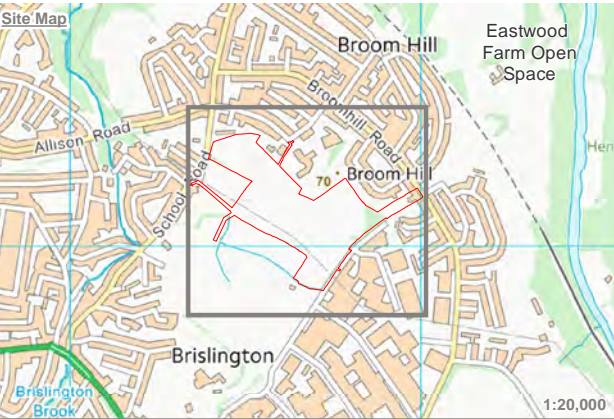 Site Map
Broom Hill
Eastwood
Farm Open
Space
Broomhill Road
Allison Road
School Road
70
Broom Hill
Hen
Brislington
Brislington
Brook
1:20,000